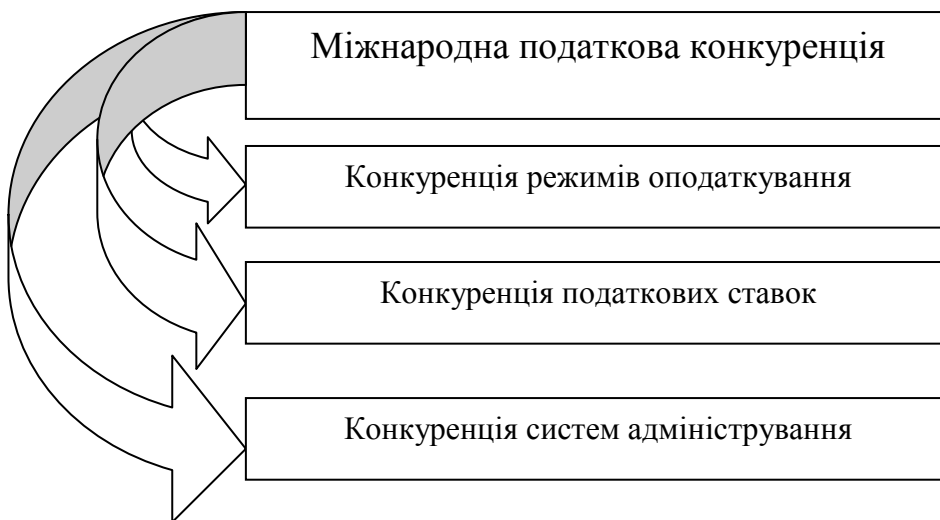 Міжнародна податкова конкуренція
Конкуренція режимів оподаткування
Конкуренція податкових ставок
Конкуренція систем адміністрування